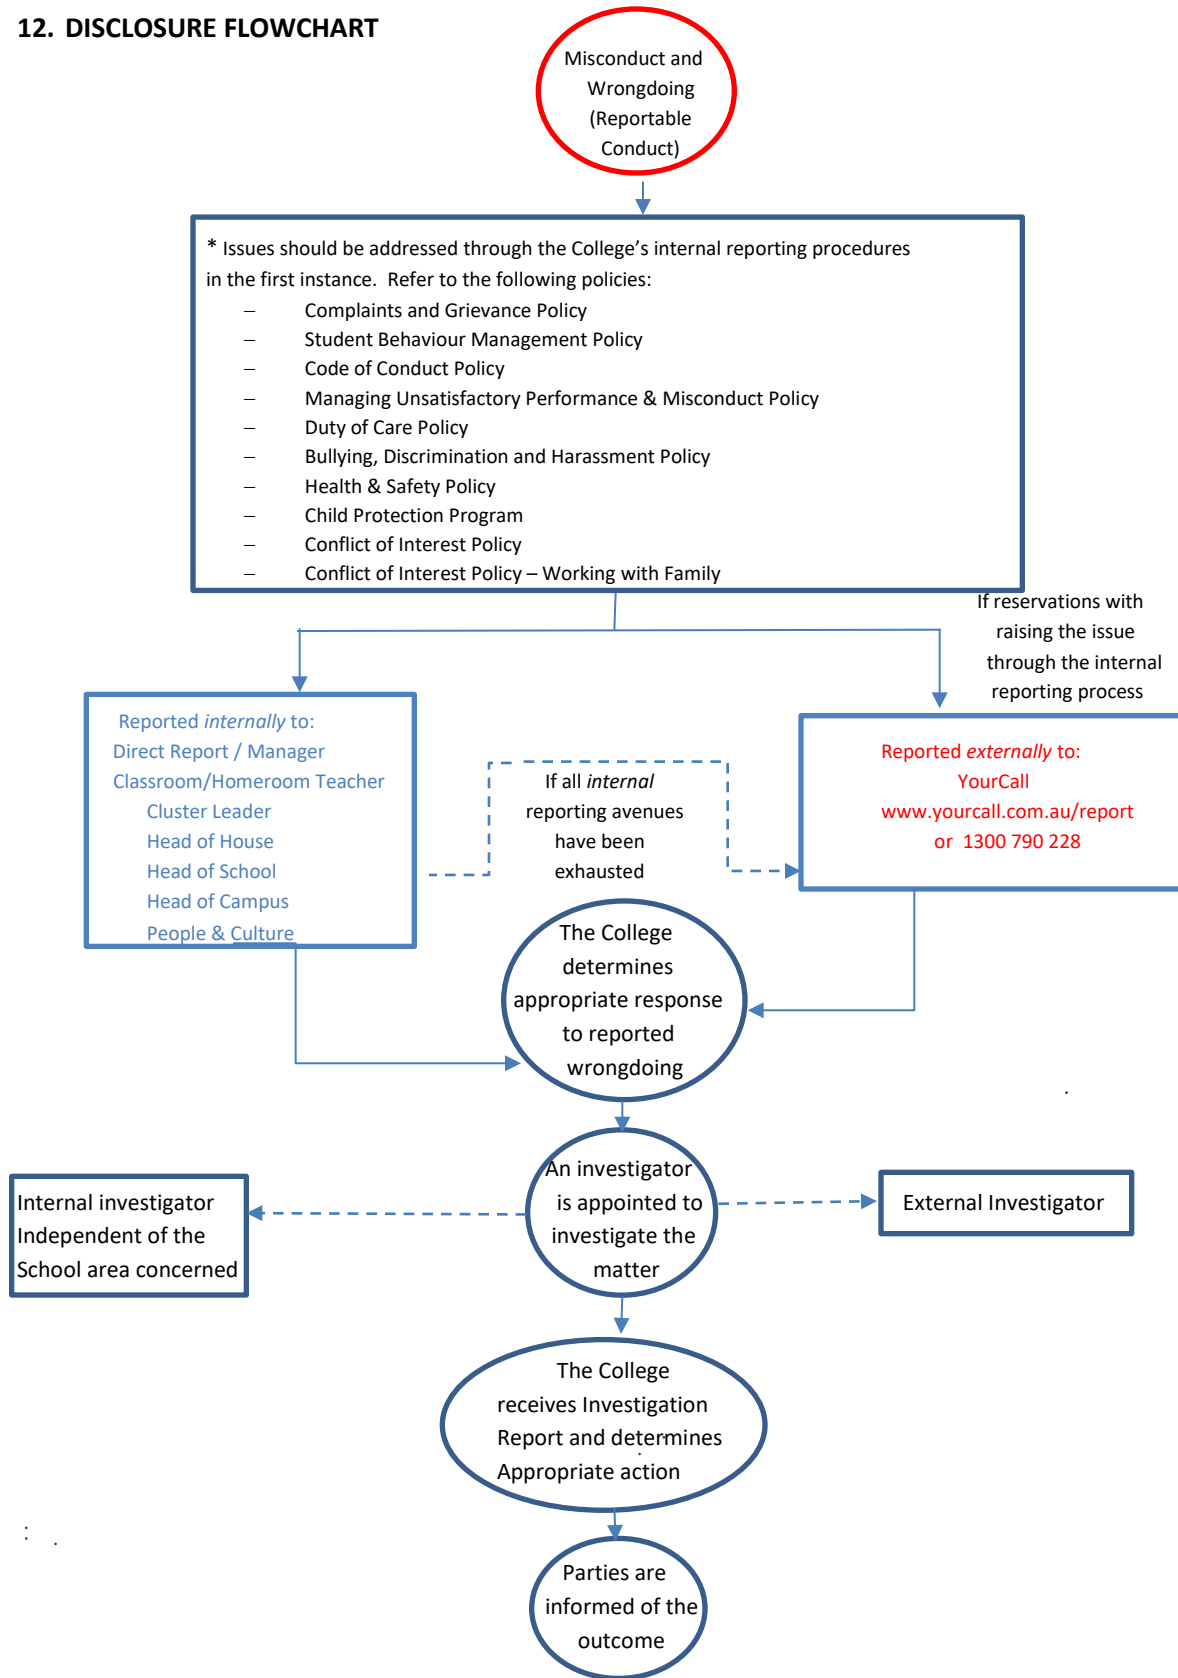 12. DISCLOSURE FLOWCHART
Misconduct and
Wrongdoing
(Reportable
Conduct)
* Issues should be addressed through the College’s internal reporting procedures
in the first instance.  Refer to the following policies:
– Complaints and Grievance Policy
– Student Behaviour Management Policy
– Code of Conduct Policy
– Managing Unsatisfactory Performance & Misconduct Policy
– Duty of Care Policy
– Bullying, Discrimination and Harassment Policy
– Health & Safety Policy
– Child Protection Program
– Conflict of Interest Policy
– Conflict of Interest Policy – Working with Family
If reservations with
raising the issue
through the internal
reporting process
Reported internally to:
Direct Report / Manager
Classroom/Homeroom Teacher
Cluster Leader
Head of House
Head of School
Head of Campus
People & Culture
If all internal
reporting avenues
have been
exhausted
Reported externally to:
YourCall
www.yourcall.com.au/report
or  1300 790 228
The College
determines
appropriate response
to reported
wrongdoing
An investigator
is appointed to
investigate the
matter
Internal investigator
Independent of the
School area concerned
External Investigator
The College
receives Investigation
Report and determines
Appropriate action
Parties are
informed of the
outcome